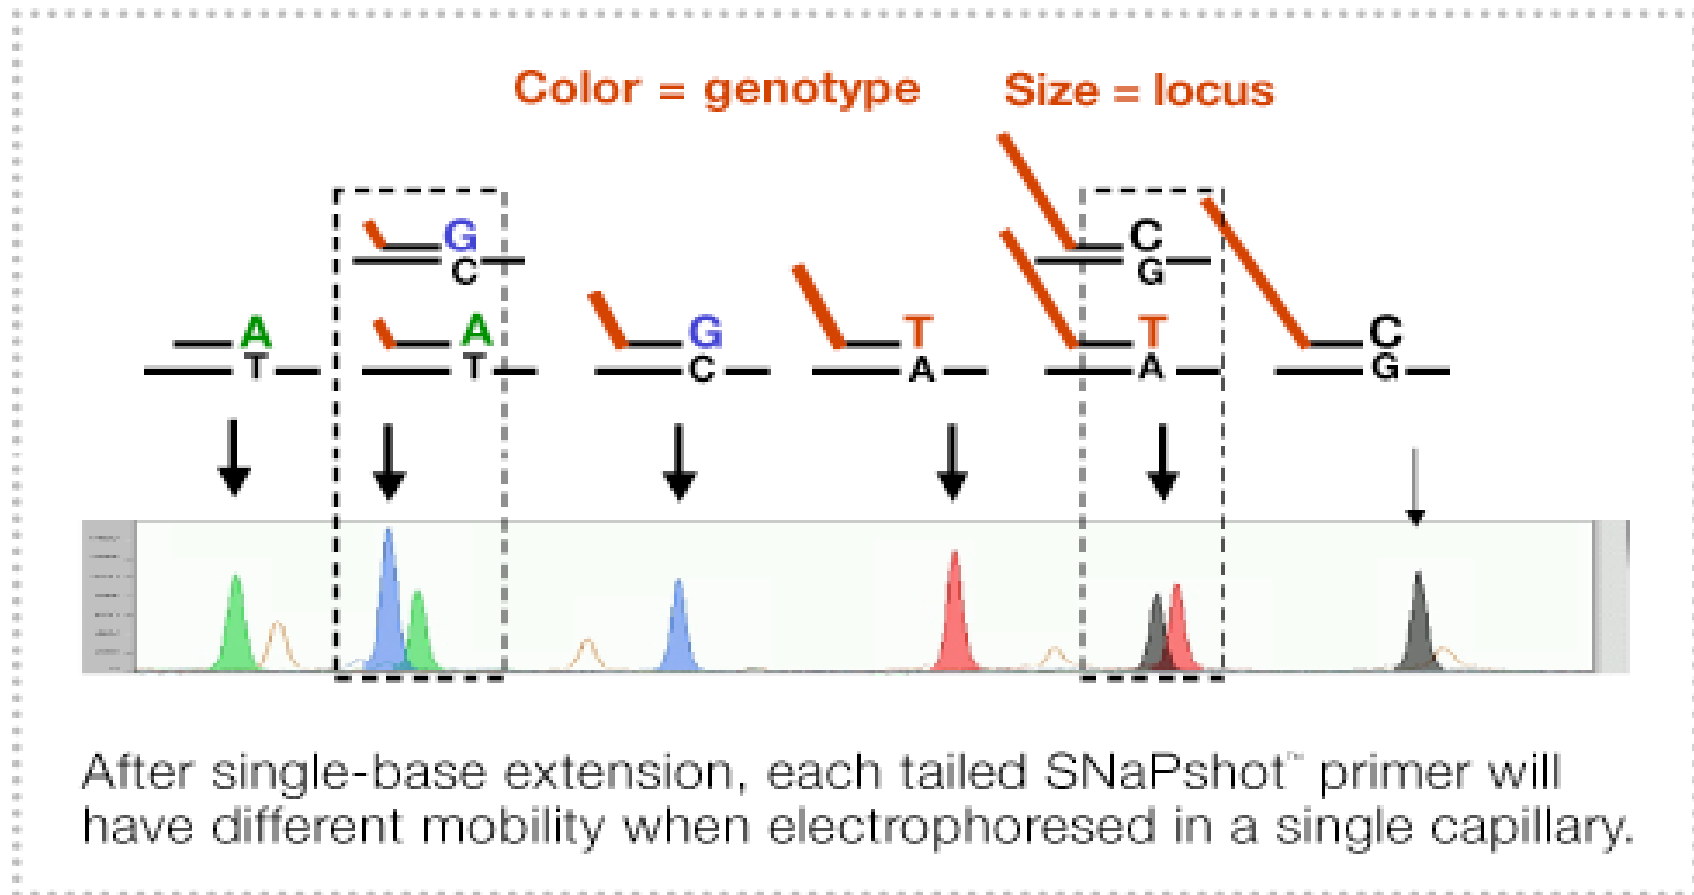 Color = genotype Size = locus
G C
C G
A A G T T C
T T C A A G
After single-base extension, each tailed SNaPshot™ primer will
have different mobility when electrophoresed in a single capillary.